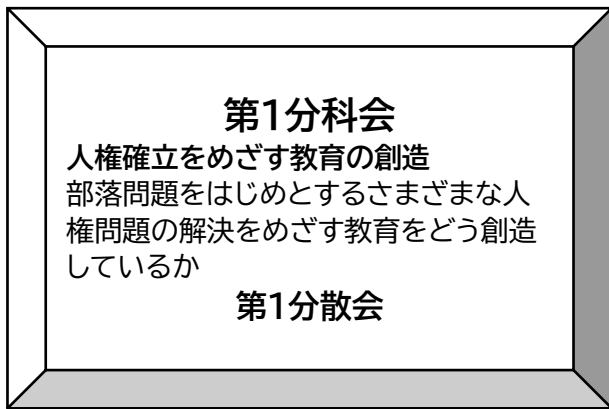 第1分科会
人権確立をめざす教育の創造
部落問題をはじめとするさまざまな人
権問題の解決をめざす教育をどう創造
しているか
第1分散会